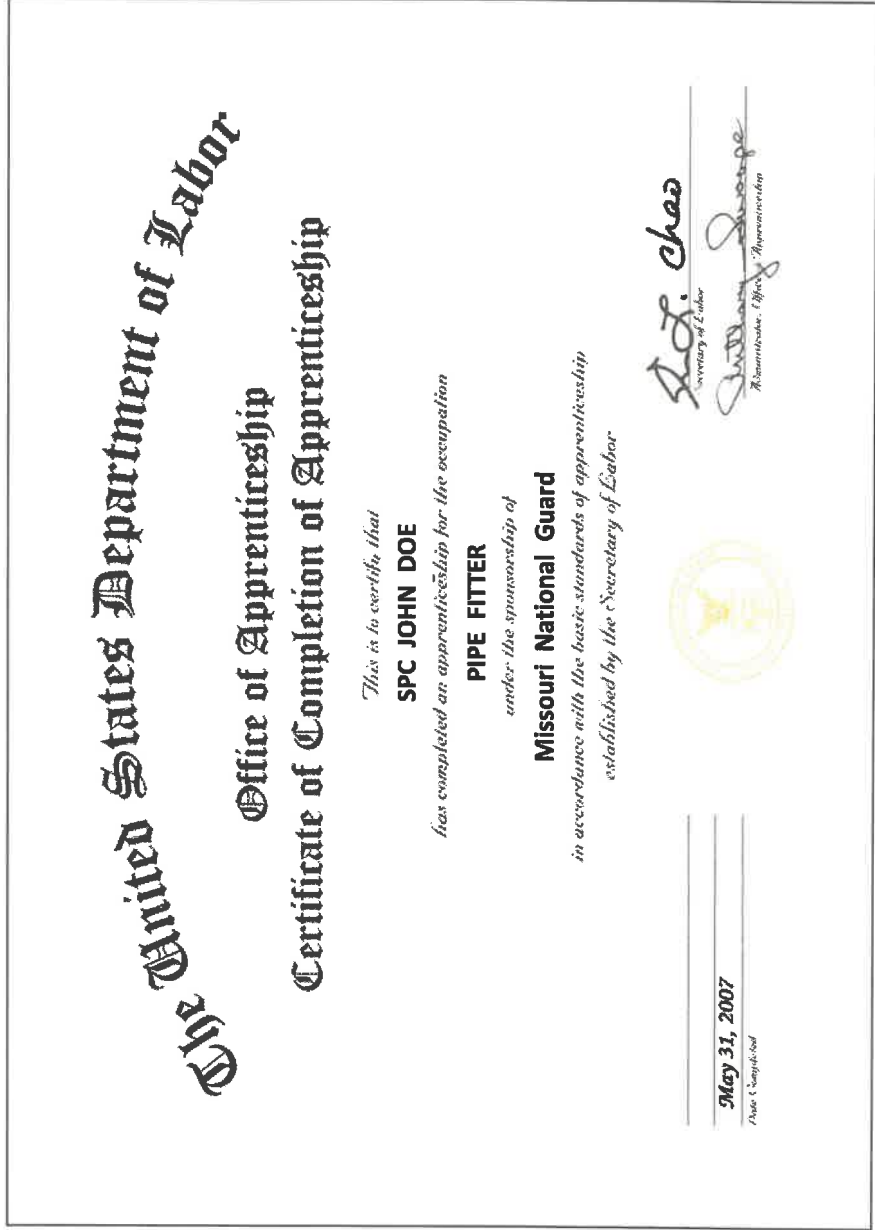 The United States Department of Labor
Office of Apprenticeship
Certificate of Completion of Apprenticeship
This is to certify that
SPC JOHN DOE
has completed an apprenticeship for the occupation
PIPE FITTER
under the sponsorship of
Missouri National Guard
in accordance with the basic standards of apprenticeship
established by the Secretary of Labor
May 31, 2007
Date Completed
L. Chao
Secretary of Labor
Anthony Swoope
Administrator, Office of Apprenticeship